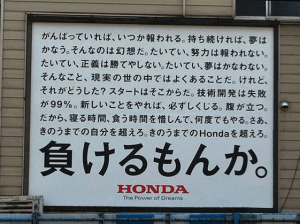 がんばっていれば、いつか報われる。持ち続ければ、夢は
かなう。そんなのは幻想だ。たいてい、努力は報われない。
たいてい、正義は勝てやしない。たいてい、夢はかなわない。
そんなこと、現実の世の中ではよくあることだ。けれど、
それがどうした？スタートはそこからだ。技術開発は失敗
が99%。新しいことをやれば、必ずしくじる。腹が立つ。
だから、寝る時間、食う時間を惜しんで、何度でもやる。さあ、
きのうまでの自分を超えろ。きのうまでのHondaを超えろ。
負けるもんか。
HONDA
The Power of Dreams